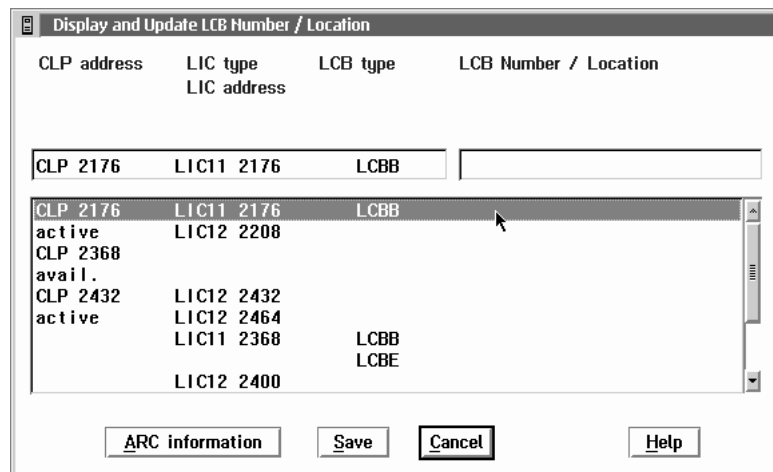 Display and Update LCB Number / Location
CLP address LIC type LCB type LCB Number / Location
LIC address
CLP 2176 LIC11 2176 LCBB
CLP 2176 LIC11 2176 LCBB
active LIC12 2208
CLP 2368
avail.
CLP 2432 LIC12 2432
active LIC12 2464
LIC11 2368 LCBB
LCBE
LIC12 2400
ARC information Save Cancel Help